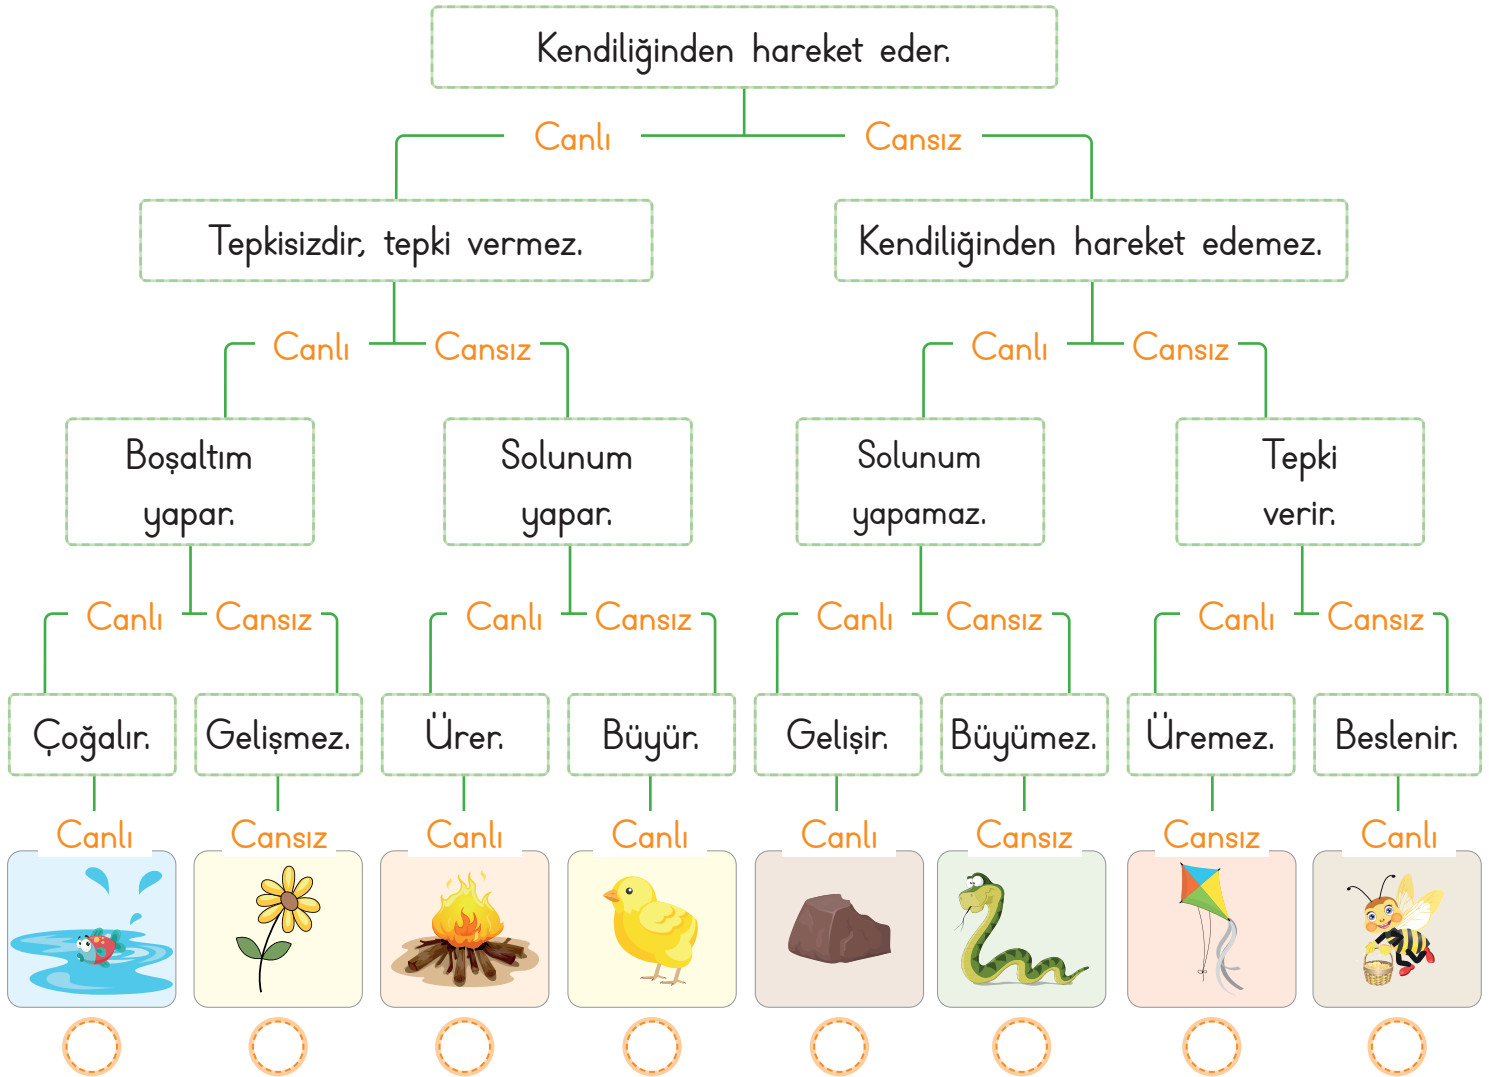 Kendiliğinden hareket eder.
Canlı
Cansız
Tepkisizdir, tepki vermez.
Kendiliğinden hareket edemez.
Canlı
Cansız
Canlı
Cansız
Boşaltım
yapar.
Solunum
yapar.
Solunum
yapamaz.
Tepki
verir.
Canlı
Cansız
Canlı
Cansız
Canlı
Cansız
Canlı
Cansız
Çoğalır.
Gelişmez.
Ürer.
Büyür.
Gelişir.
Büyümez.
Üremez.
Beslenir.
Canlı
Cansız
Canlı
Canlı
Canlı
Cansız
Cansız
Canlı